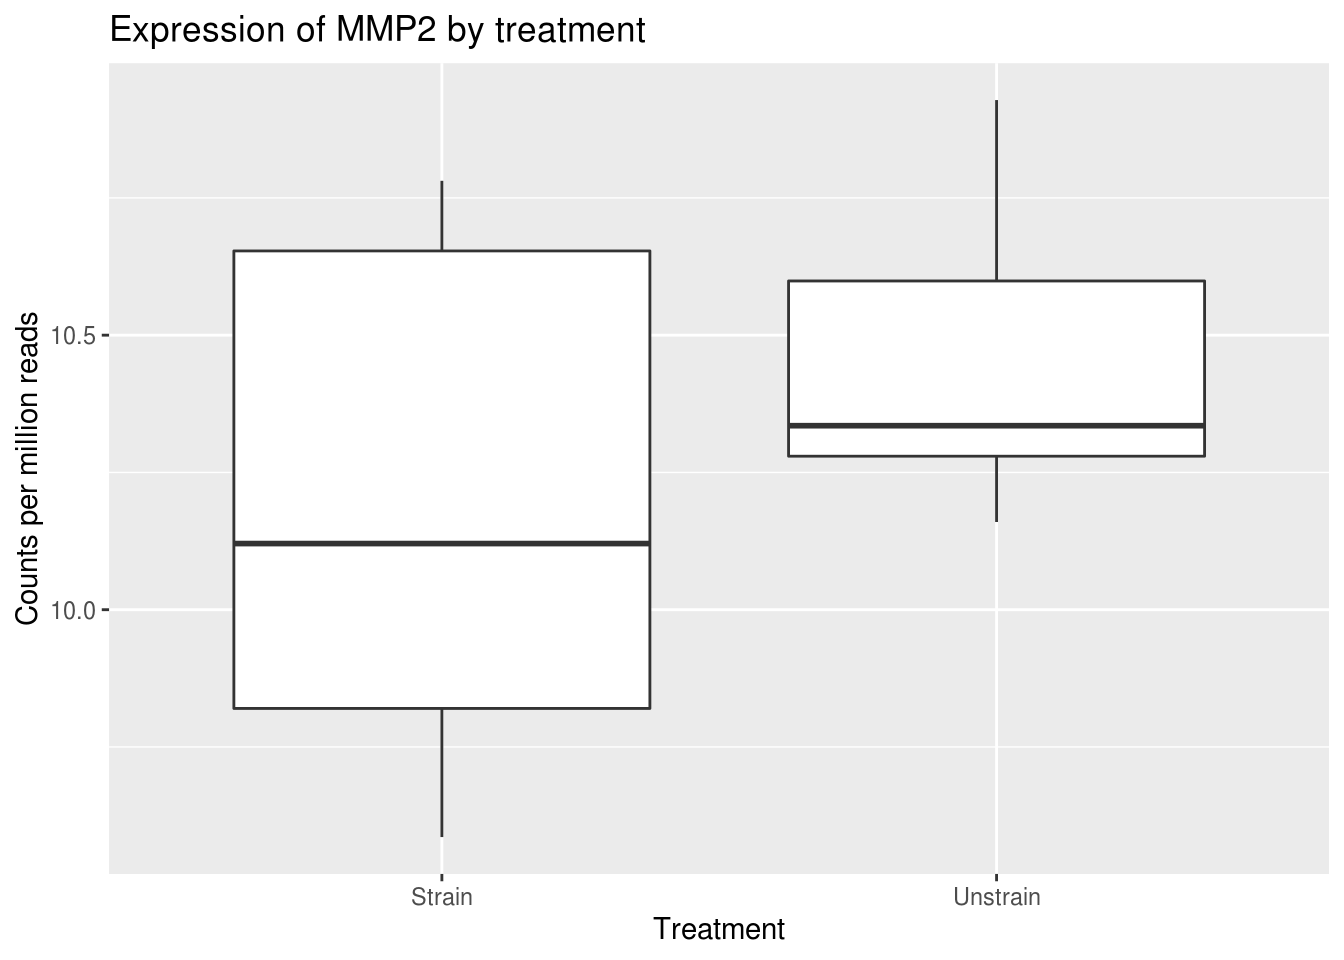 Expression of MMP2 by treatment
Counts per million reads
10.5
10.0
Strain
Unstrain
Treatment